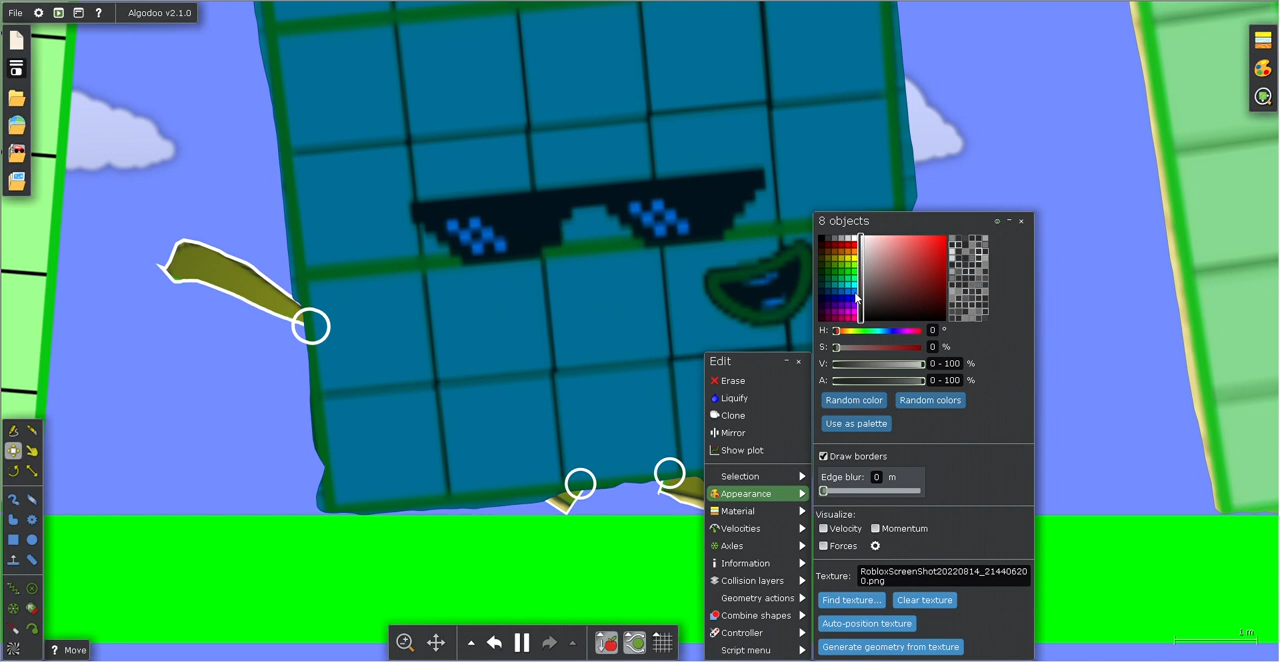 File ? Algodoo v2.1.0
8 objects
H: 0 °
S: 0 %
V: 0 - 100 %
A: 0 - 100 %
Random color Random colors
Use as palette
Draw borders
Edge blur: 0 m
Visualize:
Velocity Momentum
Forces
Texture: RobloxScreenShot20220814_21440620
0.png
Find texture... Clear texture
Auto-position texture
Generate geometry from texture
Edit
Erase
Liquify
Clone
Mirror
Show plot
Selection
Appearance
Material
Velocities
Axles
Information
Collision layers
Geometry actions
Combine shapes
Controller
Script menu
? Move
1 m